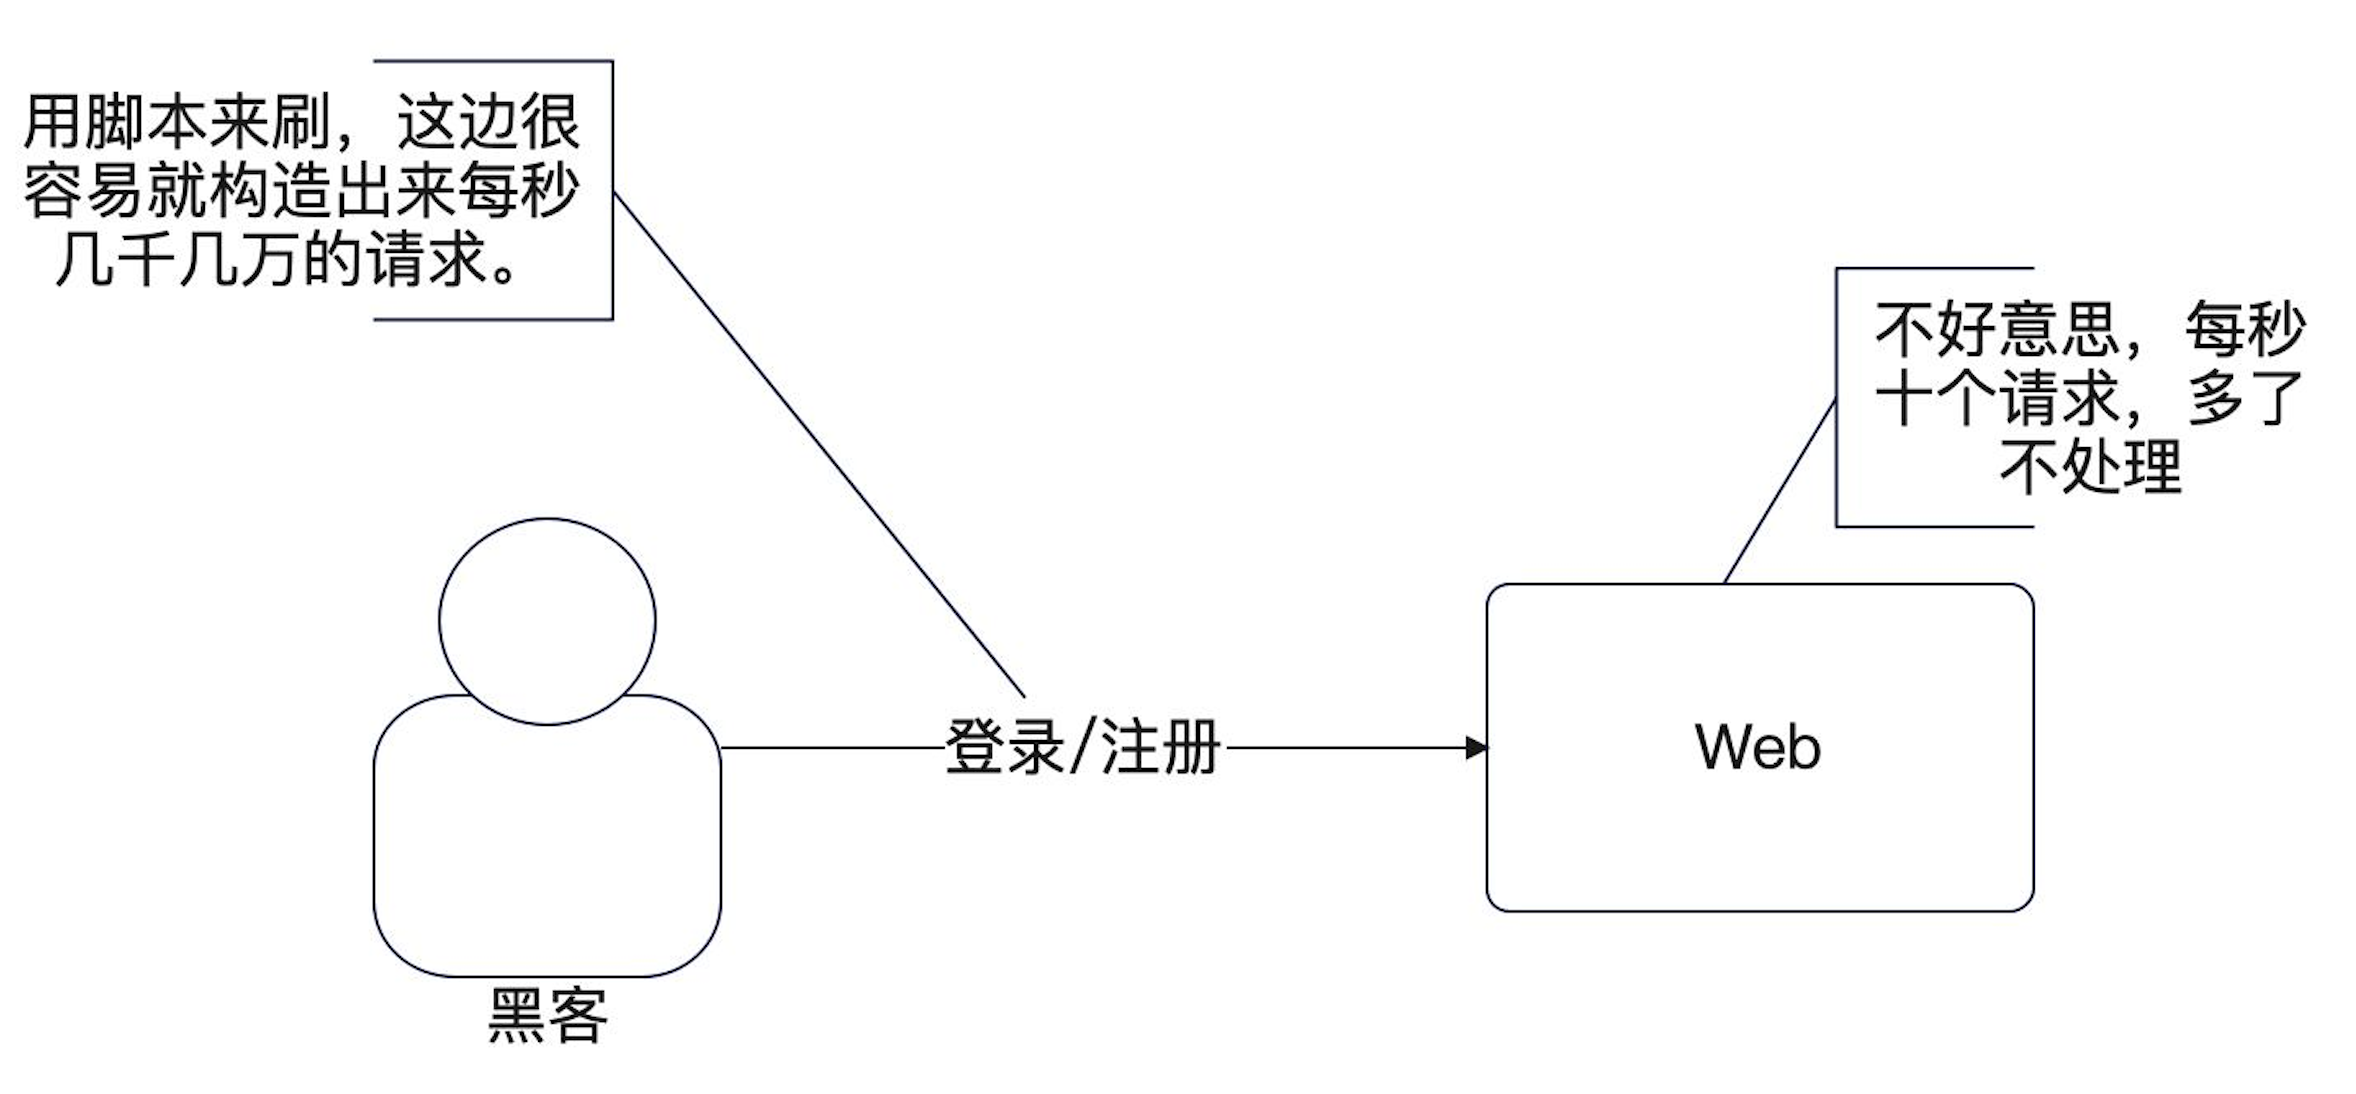 用脚本来刷，这边很
容易就构造出来每秒
几千几万的请求。
不好意思，每秒
十个请求，多了
不处理
登录/注册
Web
黑客